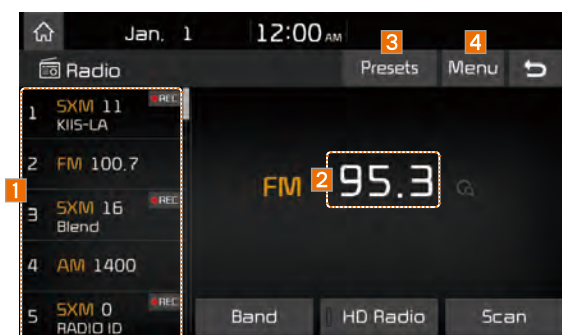 Jan. 1 12:00 AM
3 4
Radio Presets Menu
1 SXM 11 REC
KIIS-LA
2 FM 100.7
1
FM 2 95.3
3 SXM 16 REC
Blend
4 AM 1400
5 SXM 0 REC
RADIO ID
Band HD Radio Scan